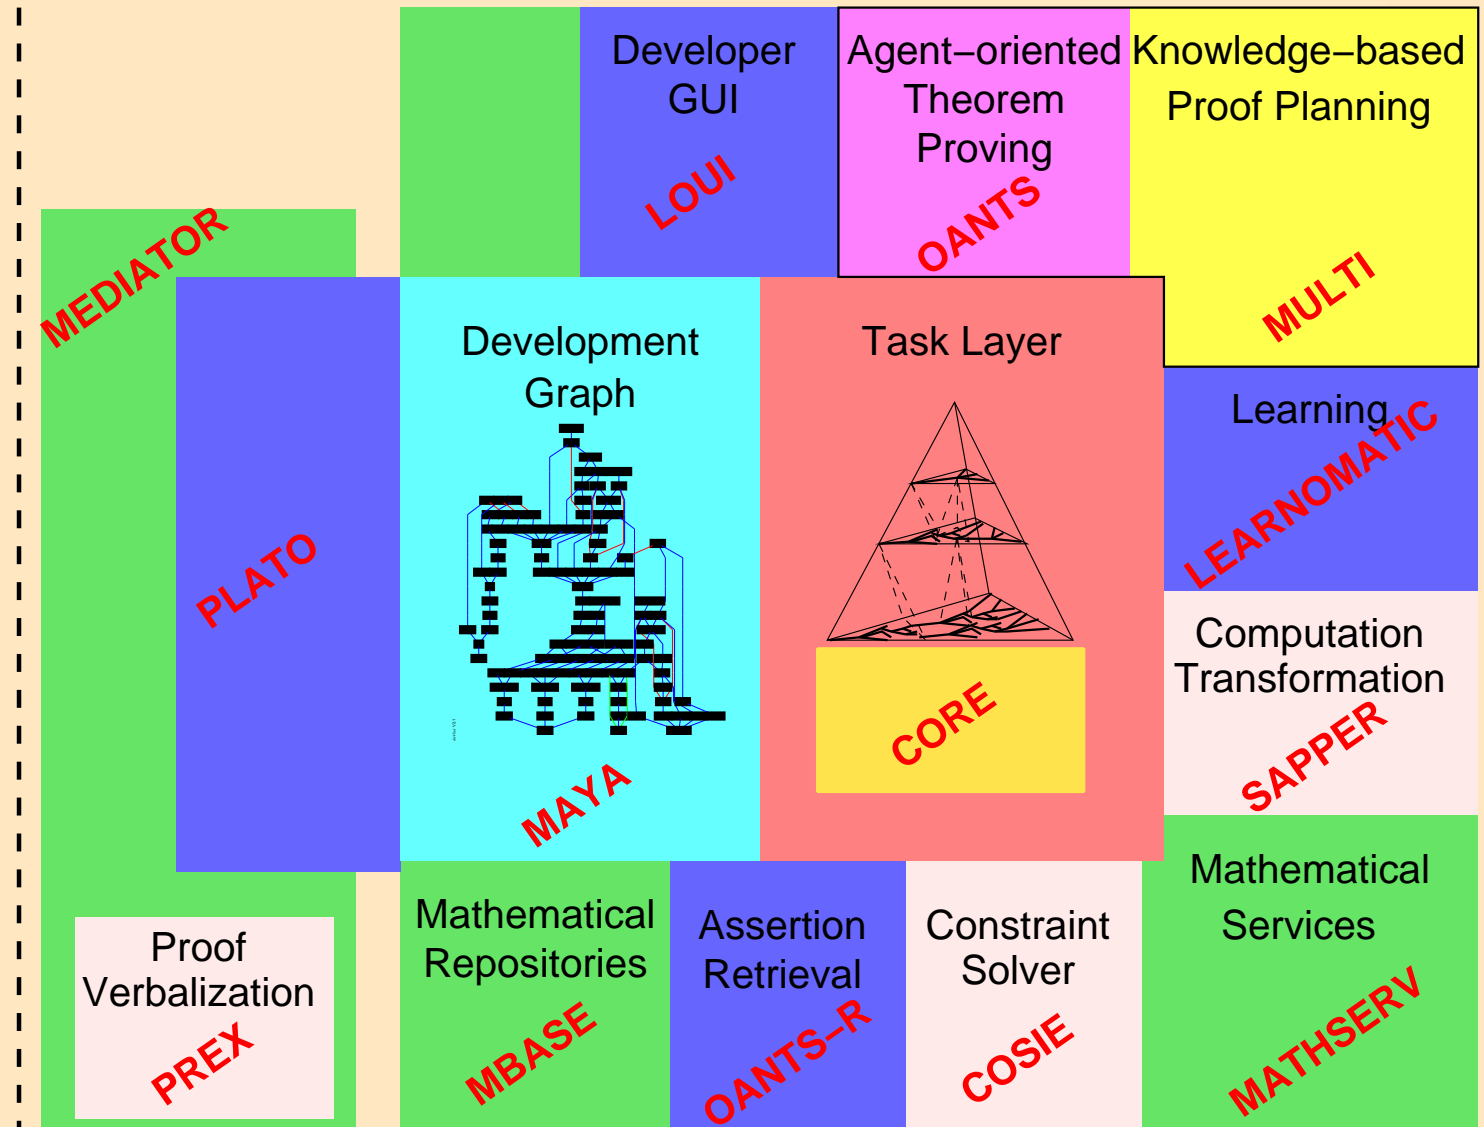 Developer
GUI
LOUI
Agent−oriented
Theorem
Proving
OANTS
Knowledge−based
Proof Planning
MULTI
MEDIATOR
PLATO
Development
Graph
MAYA
Task Layer
CORE
Learning
LEARNOMATIC
Computation
Transformation
SAPPER
Proof
Verbalization
PREX
Mathematical
Repositories
MBASE
Assertion
Retrieval
OANTS−R
Constraint
Solver
COSIE
Mathematical
Services
MATHSERV